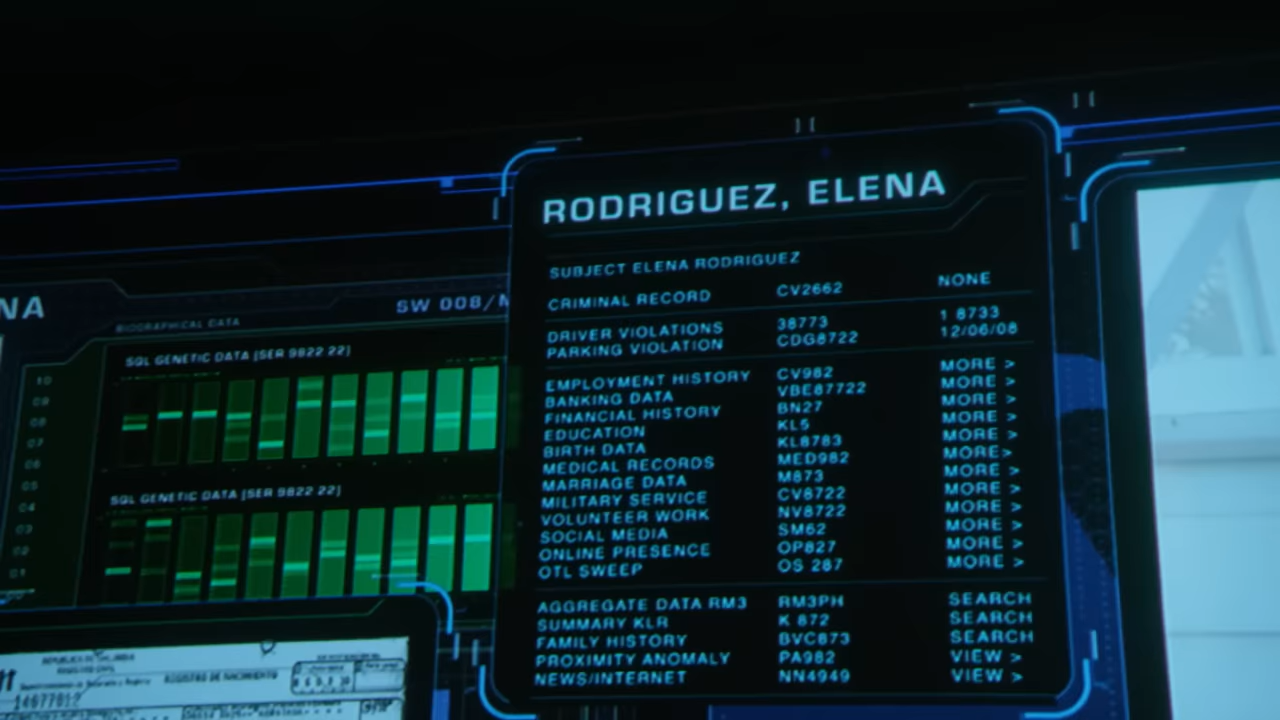 RODRIGUEZ, ELENA
SUBJECT ELENA RODRIGUEZ
CRIMINAL RECORD CV2662 NONE
DRIVER VIOLATIONS 38773 1 8733
PARKING VIOLATION CDG8722 12/06/08
EMPLOYMENT HISTORY CV982 MORE >
BANKING DATA VBE87722 MORE >
FINANCIAL HISTORY BN27 MORE >
EDUCATION KL5 MORE >
BIRTH DATA KL8783 MORE >
MEDICAL RECORDS MED982 MORE>
MARRIAGE DATA M873 MORE >
MILITARY SERVICE CV8722 MORE >
VOLUNTEER WORK NV8722 MORE >
SOCIAL MEDIA SM62 MORE >
ONLINE PRESENCE OP827 MORE >
OTL SWEEP OS 287 MORE >
AGGREGATE DATA RM3 RM3PH SEARCH
SUMMARY KLR K 872 SEARCH
FAMILY HISTORY BVC873 SEARCH
PROXIMITY ANOMALY PA982 VIEW >
NEWS/INTERNET NN4949 VIEW >
NA
SW 008/M
BIOGRAPHICAL DATA
SQL GENETIC DATA [SER 9822 22]
10
09
08
07
06
05
04
03
02
01
SQL GENETIC DATA [SER 9822 22]
REGISTRO DE NACIMIENTO
14677812